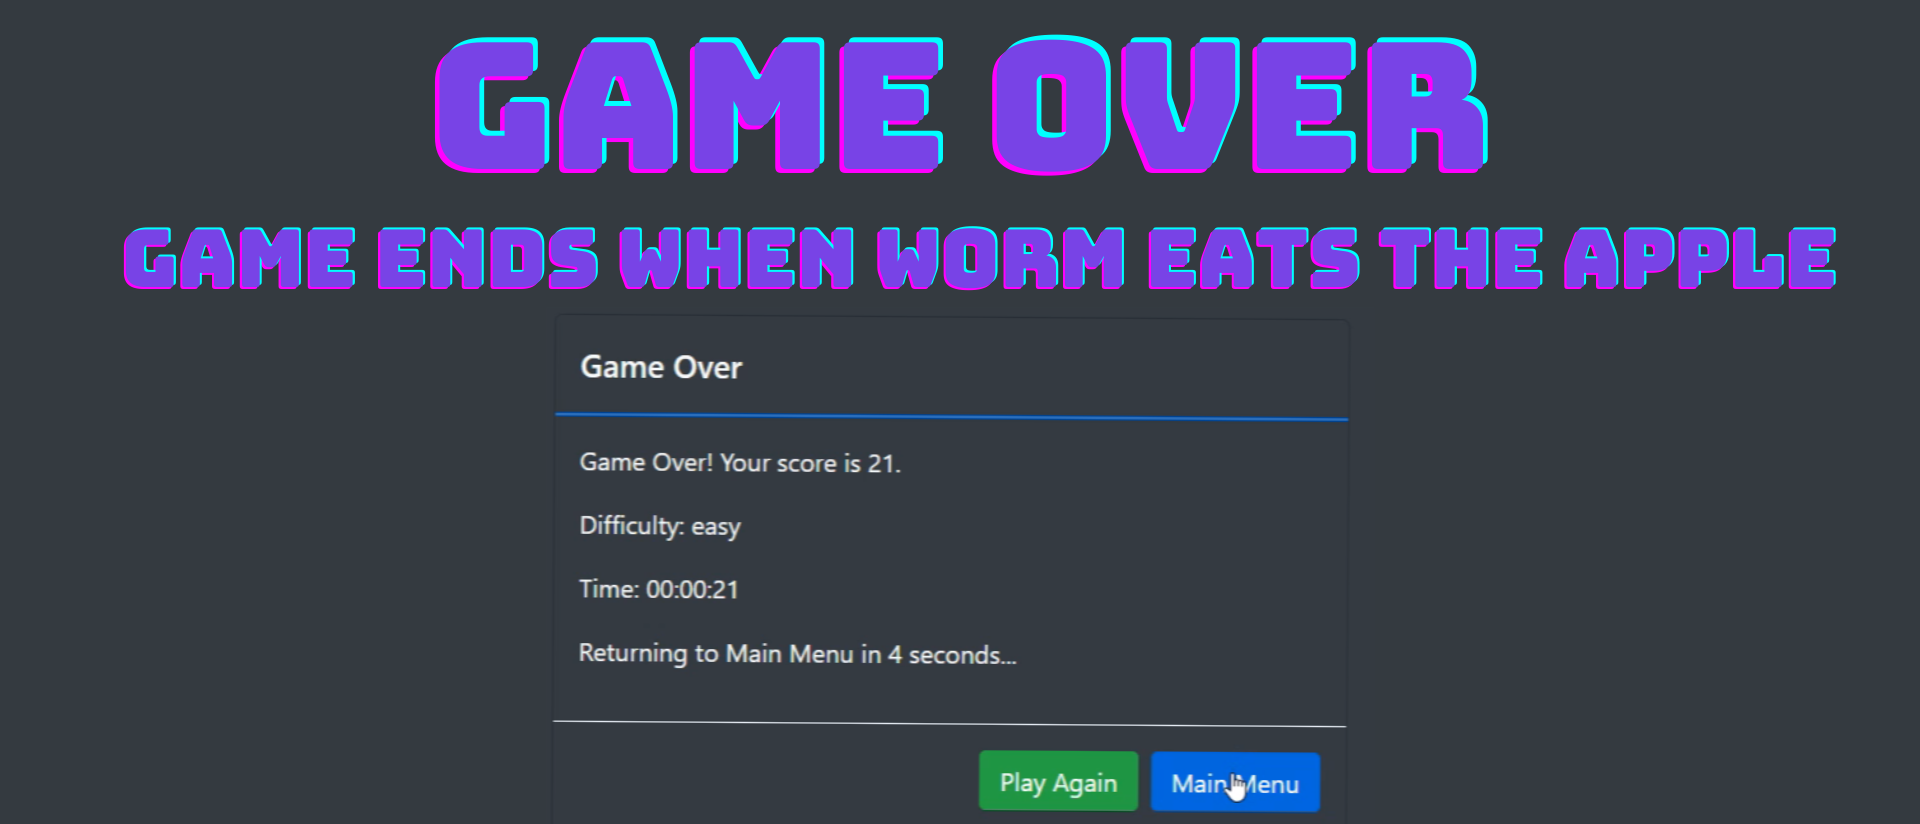 GAME OVER
GAME ENDS WHEN WORM EATS THE APPLE
Game Over
Game Over! Your score is 21.
Difficulty: easy
Time: 00:00:21
Returning to Main Menu in 4 seconds...
Play Again Main Menu